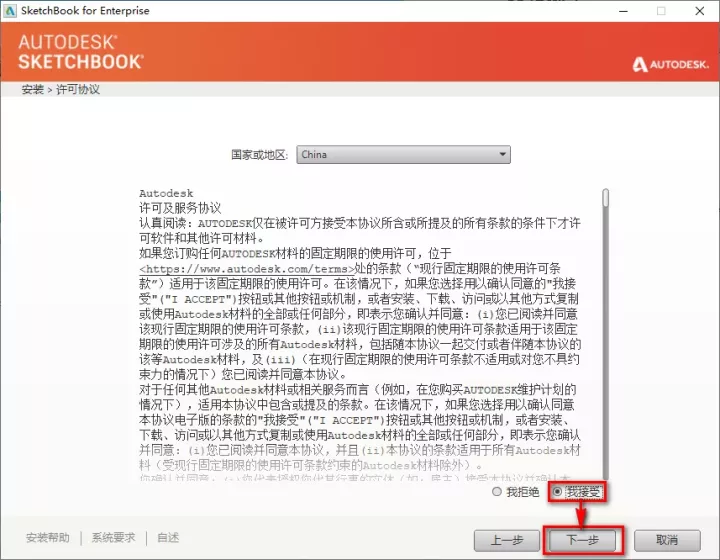 SketchBook for Enterprise
AUTODESK®
SKETCHBOOK®
AUTODESK.
安装 > 许可协议
国家或地区:
China
Autodesk
许可及服务协议
认真阅读：AUTODESK仅在被许可方接受本协议所含或所提及的所有条款的条件下才许
可软件和其他许可材料。
如果您订购任何AUTODESK材料的固定期限的使用许可，位于
<https://www.autodesk.com/terms>处的条款（“现行固定期限的使用许可条
款”）适用于该固定期限的使用许可。在该情况下，如果您选择用以确认同意的"我接
受"("I ACCEPT")按钮或其他按钮或机制，或者安装、下载、访问或以其他方式复制
或使用Autodesk材料的全部或任何部分，即表示您确认并同意：(i)您已阅读并同意
该现行固定期限的使用许可条款，(ii)该现行固定期限的使用许可条款适用于该固定
期限的使用许可涉及的所有Autodesk材料，包括随本协议一起交付或者伴随本协议的
该等Autodesk材料，及(iii)（在现行固定期限的使用许可条款不适用或对您不具约
束力的情况下）您已阅读并同意本协议。
对于任何其他Autodesk材料或相关服务而言（例如，在您购买AUTODESK维护计划的
情况下），适用本协议中包含或提及的条款。在该情况下，如果您选择用以确认同意
本协议电子版的条款的"我接受"("I ACCEPT")按钮或其他按钮或机制，或者安装、
下载、访问或以其他方式复制或使用Autodesk材料的全部或任何部分，即表示您确认
并同意：(i)您已阅读并同意本协议，并且(ii)本协议的条款适用于所有Autodesk材
料（受现行固定期限的使用许可条款约束的Autodesk材料除外）。
我拒绝
我接受
安装帮助
系统要求
自述
上一步
下一步
取消